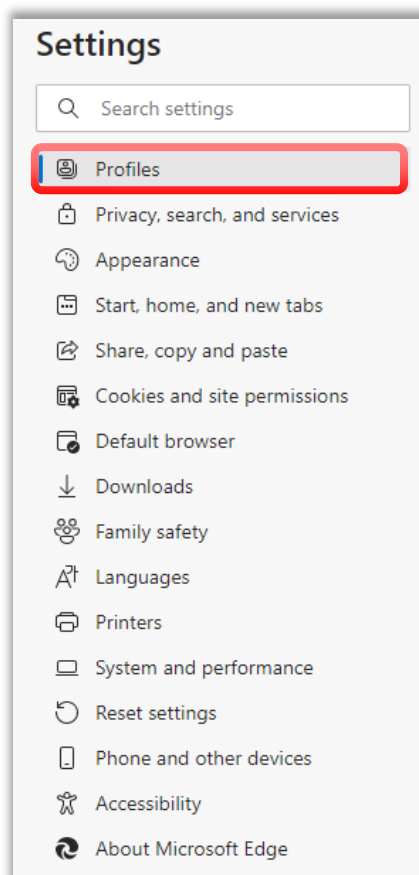 Settings
Search settings
Profiles
Privacy, search, and services
Appearance
Start, home, and new tabs
Share, copy and paste
Cookies and site permissions
Default browser
Downloads
Family safety
Languages
Printers
System and performance
Reset settings
Phone and other devices
Accessibility
About Microsoft Edge